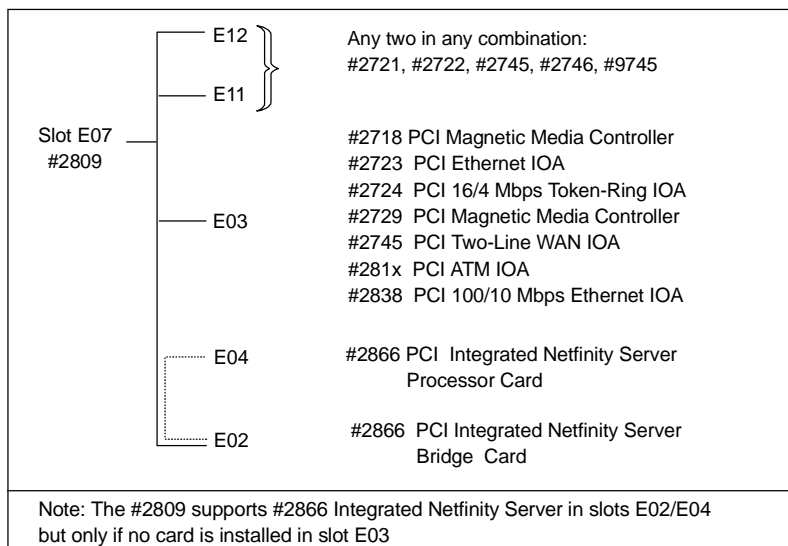 E12
Any two in any combination:
#2721, #2722, #2745, #2746, #9745
E11
Slot E07
#2809
#2718 PCI Magnetic Media Controller
#2723 PCI Ethernet IOA
#2724 PCI 16/4 Mbps Token-Ring IOA
E03
#2729 PCI Magnetic Media Controller
#2745 PCI Two-Line WAN IOA
#281x PCI ATM IOA
#2838 PCI 100/10 Mbps Ethernet IOA
E04
#2866 PCI Integrated Netfinity Server
Processor Card
E02
#2866 PCI Integrated Netfinity Server
Bridge Card
Note: The #2809 supports #2866 Integrated Netfinity Server in slots E02/E04
but only if no card is installed in slot E03